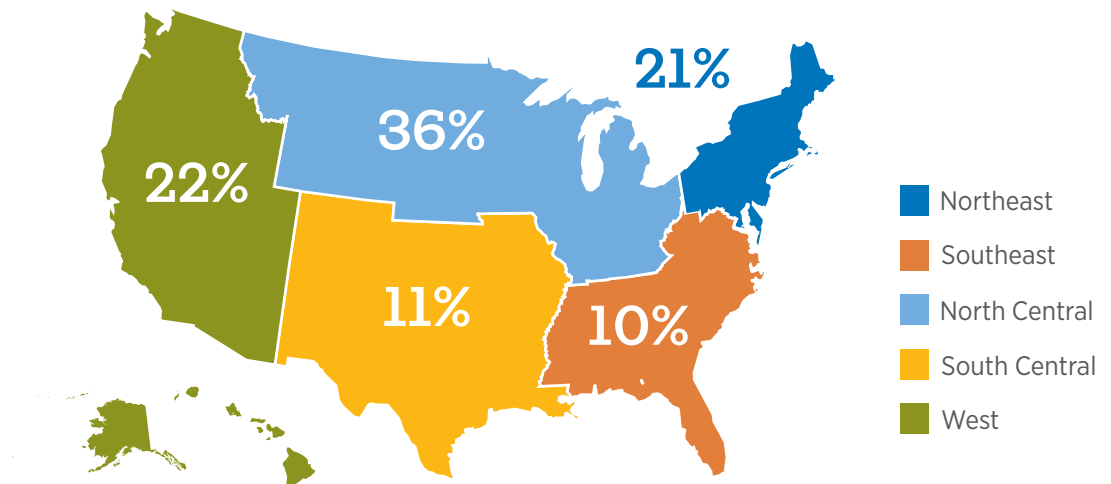 21%
36%
22%
11%
10%
Northeast
Southeast
North Central
South Central
West